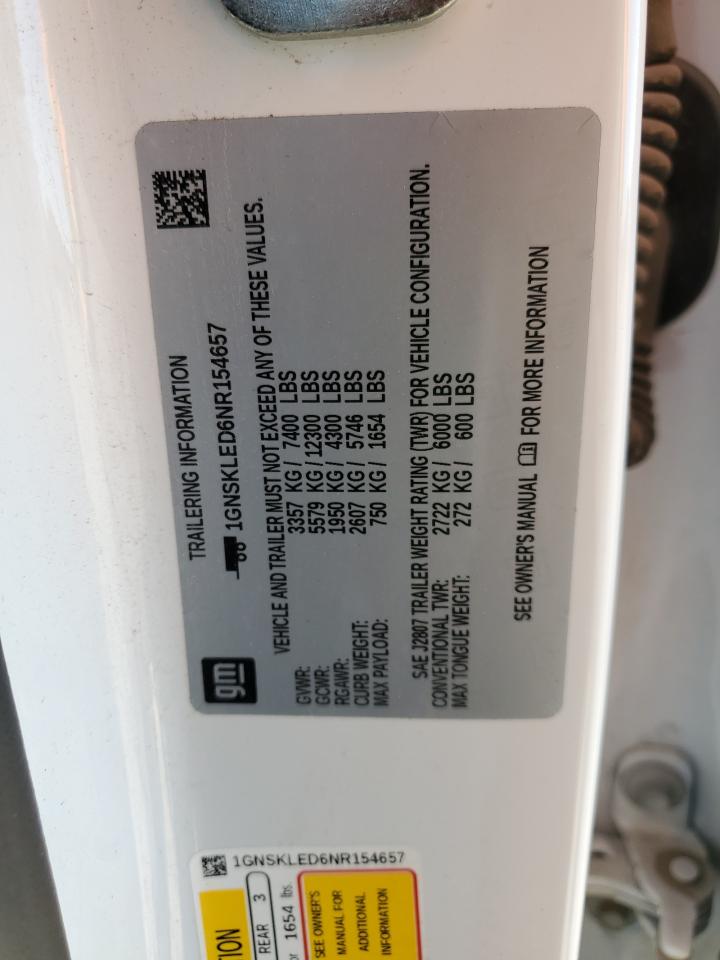 TRAILERING INFORMATION
1GNSKLED6NR154657
gm
VEHICLE AND TRAILER MUST NOT EXCEED ANY OF THESE VALUES.
GVWR: 3357 KG / 7400 LBS
GCWR: 5579 KG / 12300 LBS
RGAWR: 1950 KG / 4300 LBS
CURB WEIGHT: 2607 KG / 5746 LBS
MAX PAYLOAD: 750 KG / 1654 LBS
SAE J2807 TRAILER WEIGHT RATING (TWR) FOR VEHICLE CONFIGURATION.
CONVENTIONAL TWR: 2722 KG / 6000 LBS
MAX TONGUE WEIGHT: 272 KG / 600 LBS
SEE OWNER'S MANUAL FOR MORE INFORMATION
1GNSKLED6NR154657
REAR 3
1654 lbs.
SEE OWNER'S
MANUAL FOR
ADDITIONAL
INFORMATION